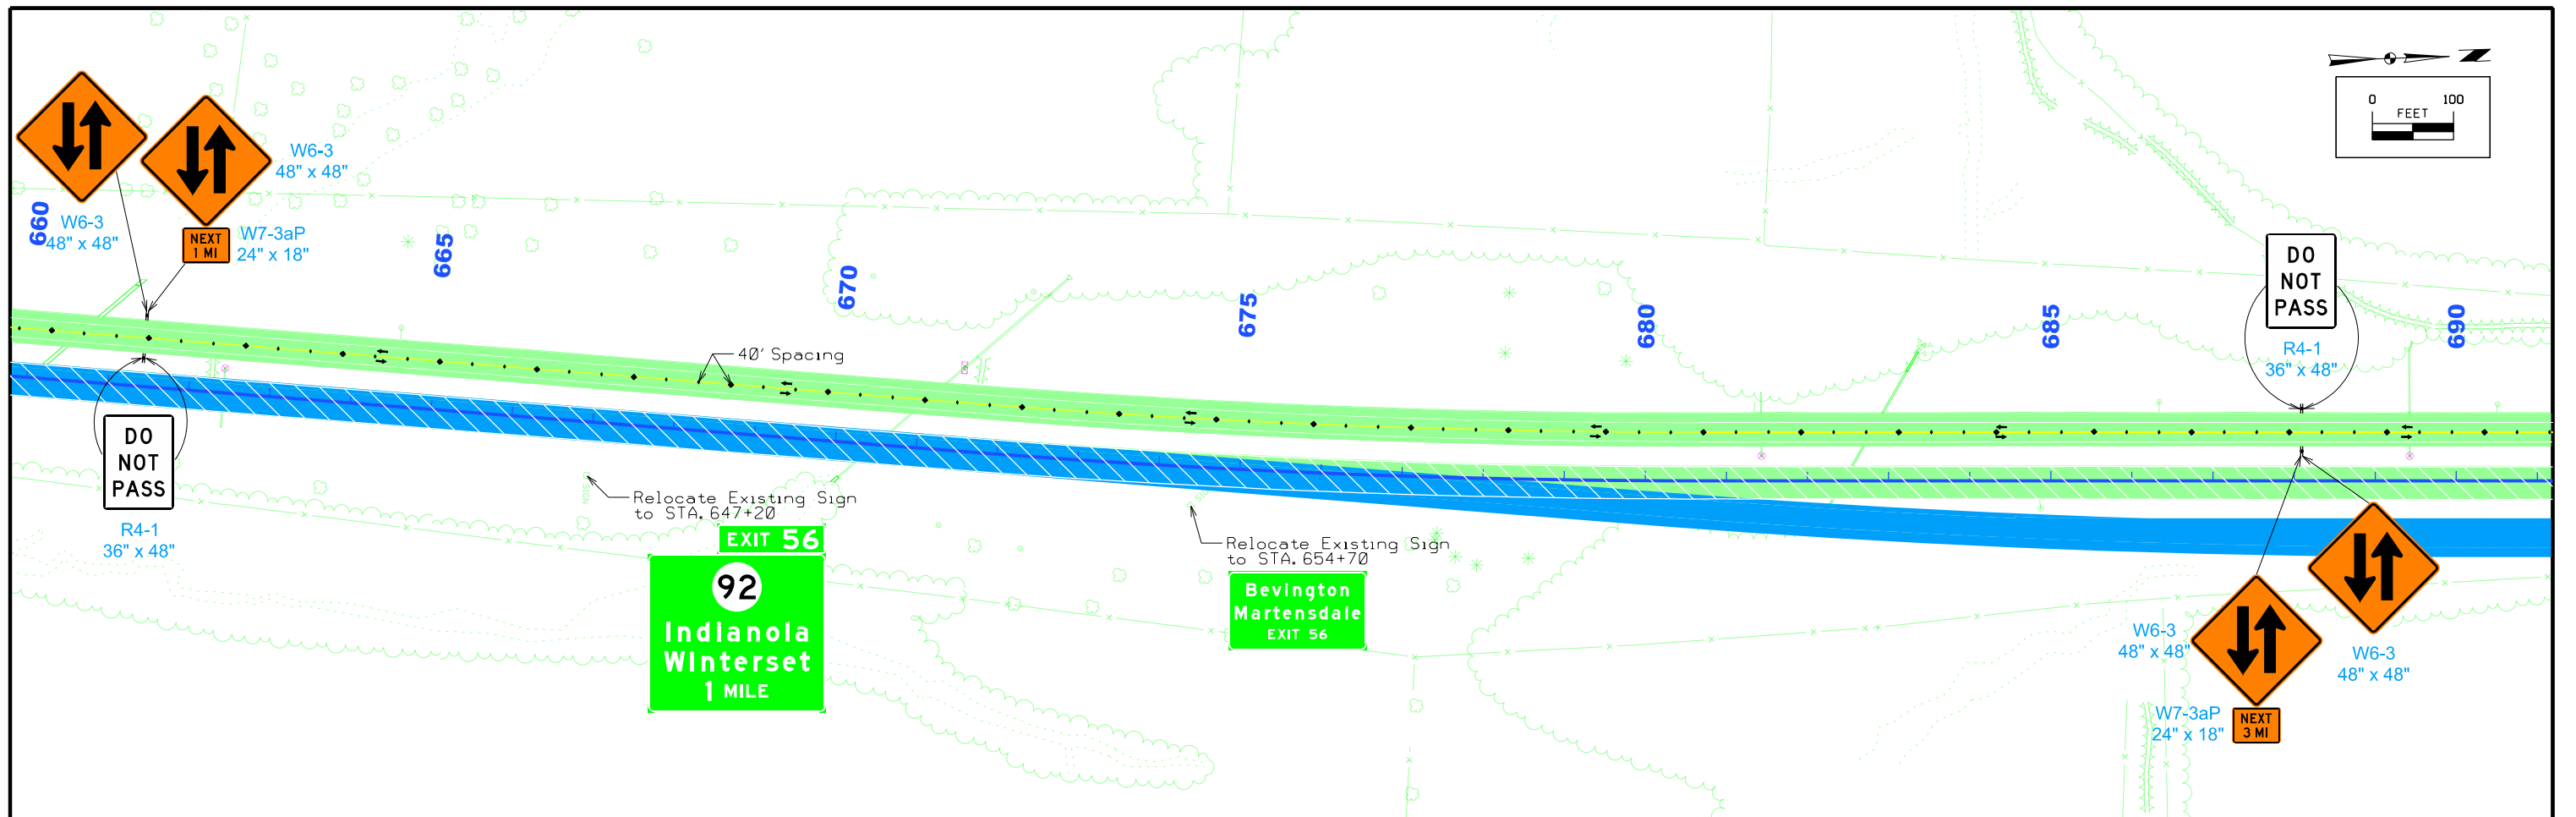 0 100
FEET
W6-3
48" x 48"
660
W6-3
48" x 48"
NEXT
1 MI
W7-3aP
24" x 18"
665
670
675
680
685
690
DO
NOT
PASS
R4-1
36" x 48"
40' Spacing
DO
NOT
PASS
R4-1
36" x 48"
Relocate Existing Sign
to STA. 647+20
EXIT 56
92
Indianola
Winterset
1 MILE
Relocate Existing Sign
to STA. 654+70
Bevington
Martensdale
EXIT 56
W6-3
48" x 48"
W6-3
48" x 48"
W7-3aP
24" x 18"
NEXT
3 MI